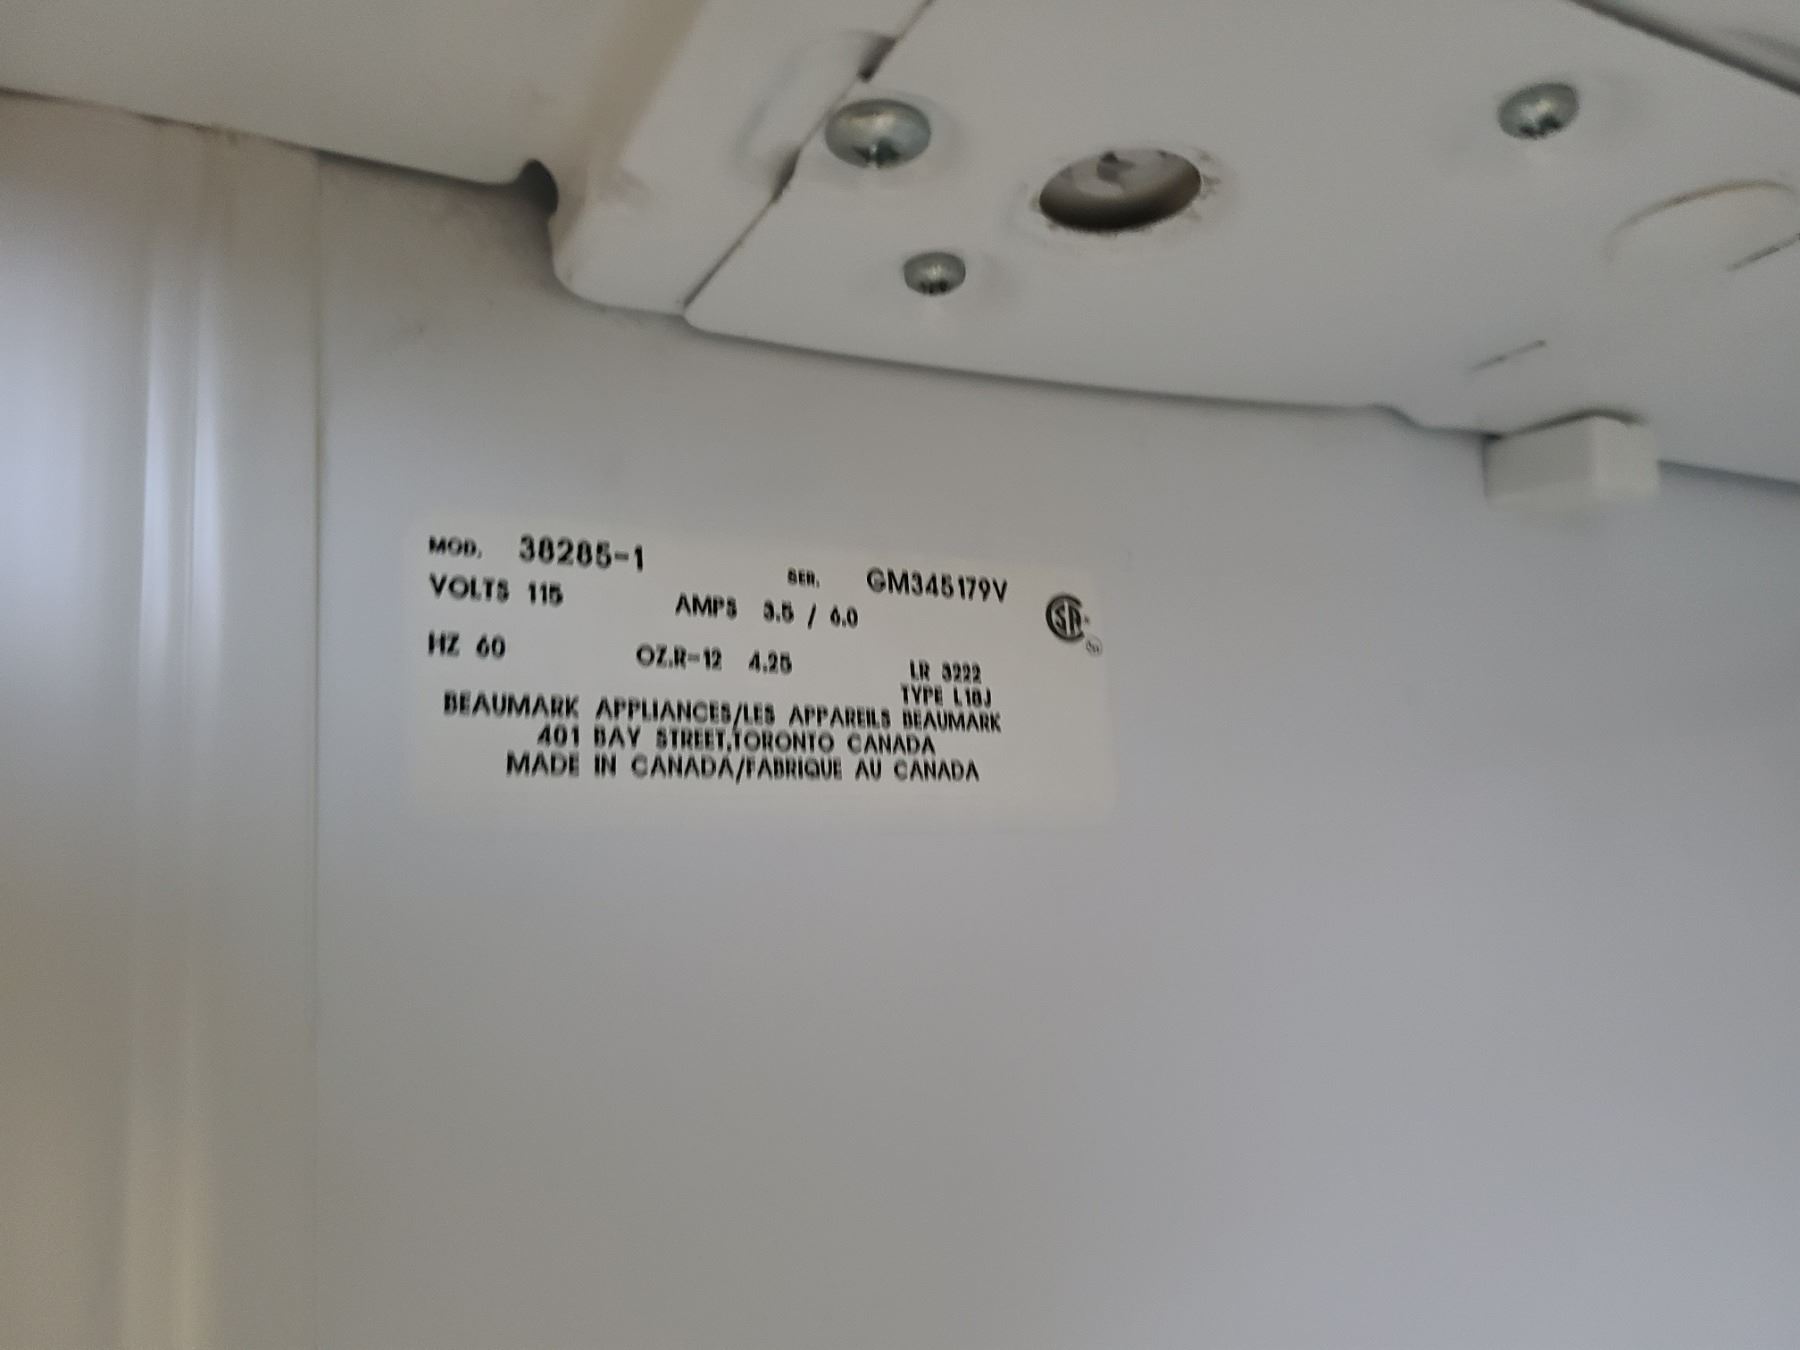 MOD. 38285-1
SER. GM345179V
VOLTS 115
AMPS 3.5 / 6.0
HZ 60
OZ.R-12 4.25
LR 3222
TYPE L18J
BEAUMARK APPLIANCES/LES APPAREILS BEAUMARK
401 BAY STREET,TORONTO CANADA
MADE IN CANADA/FABRIQUE AU CANADA